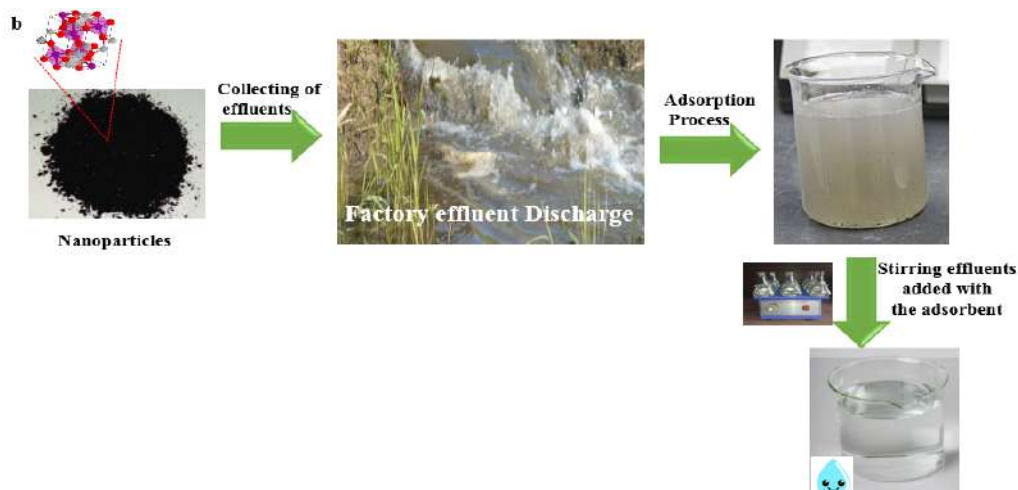 b
Collecting of
effluents
Adsorption
Process
Factory effluent Discharge
Nanoparticles
Stirring effluents
added with
the adsorbent